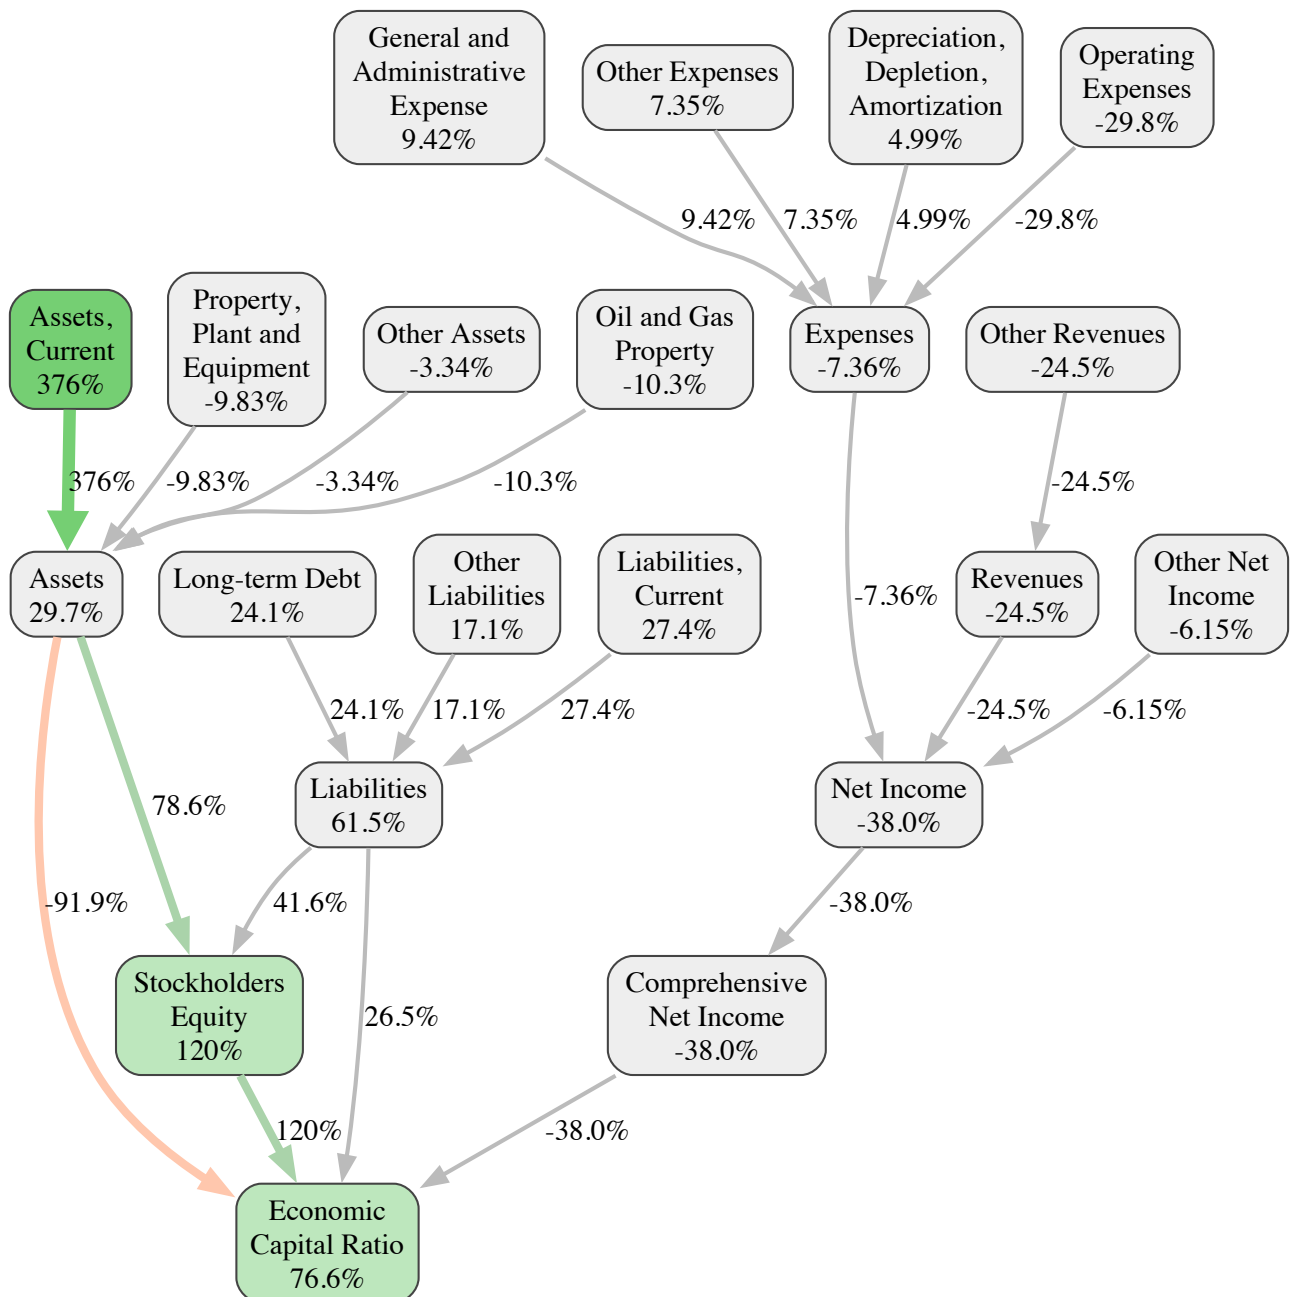 General and
Administrative
Expense
9.42%
Other Expenses
7.35%
Depreciation,
Depletion,
Amortization
4.99%
Operating
Expenses
-29.8%
9.42%
7.35%
4.99%
-29.8%
Assets,
Current
376%
Property,
Plant and
Equipment
-9.83%
Other Assets
-3.34%
Oil and Gas
Property
-10.3%
Expenses
-7.36%
Other Revenues
-24.5%
376%
-9.83%
-3.34%
-10.3%
-24.5%
Assets
29.7%
Long-term Debt
24.1%
Other
Liabilities
17.1%
Liabilities,
Current
27.4%
-7.36%
Revenues
-24.5%
Other Net
Income
-6.15%
24.1%
17.1%
27.4%
-24.5%
-6.15%
78.6%
Liabilities
61.5%
Net Income
-38.0%
-91.9%
41.6%
-38.0%
Stockholders
Equity
120%
26.5%
Comprehensive
Net Income
-38.0%
120%
-38.0%
Economic
Capital Ratio
76.6%